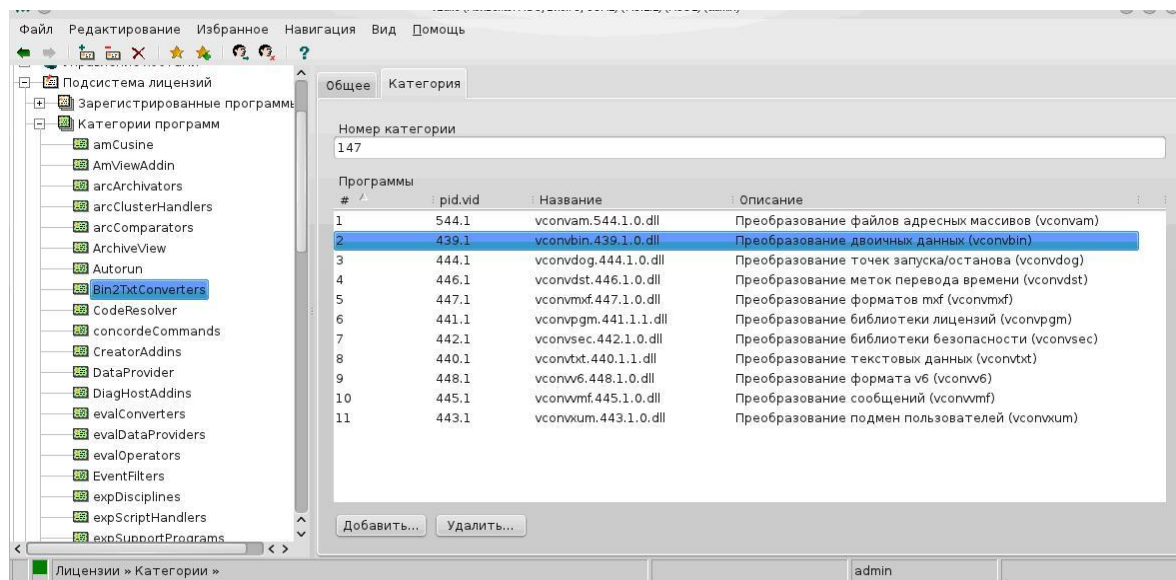 Файл Редактирование Избранное Навигация Вид Помощь
Подсистема лицензий
Зарегистрированные программы
Категории программ
amCusine
AmViewAddin
arcArchivators
arcClusterHandlers
arcComparators
ArchiveView
Autorun
Bin2TxtConverters
CodeResolver
concordeCommands
CreatorAddins
DataProvider
DiagHostAddins
evalConverters
evalDataProviders
evalOperators
EventFilters
expDisciplines
expScriptHandlers
expSupportPrograms
Общее Категория
Номер категории
147
Программы
# pid.vid Название Описание
1 544.1 vconvam.544.1.0.dll Преобразование файлов адресных массивов (vconvam)
2 439.1 vconvbin.439.1.0.dll Преобразование двоичных данных (vconvbin)
3 444.1 vconvdog.444.1.0.dll Преобразование точек запуска/останова (vconvdog)
4 446.1 vconvdst.446.1.0.dll Преобразование меток перевода времени (vconvdst)
5 447.1 vconvmxf.447.1.0.dll Преобразование форматов mxf (vconvmxf)
6 441.1 vconvpgm.441.1.1.dll Преобразование библиотеки лицензий (vconvpgm)
7 442.1 vconvsec.442.1.0.dll Преобразование библиотеки безопасности (vconvsec)
8 440.1 vconvtxt.440.1.1.dll Преобразование текстовых данных (vconvtxt)
9 448.1 vconvv6.448.1.0.dll Преобразование формата v6 (vconvv6)
10 445.1 vconvvmf.445.1.0.dll Преобразование сообщений (vconvvmf)
11 443.1 vconvxum.443.1.0.dll Преобразование подмен пользователей (vconvxum)
Добавить... Удалить...
Лицензии » Категории » admin